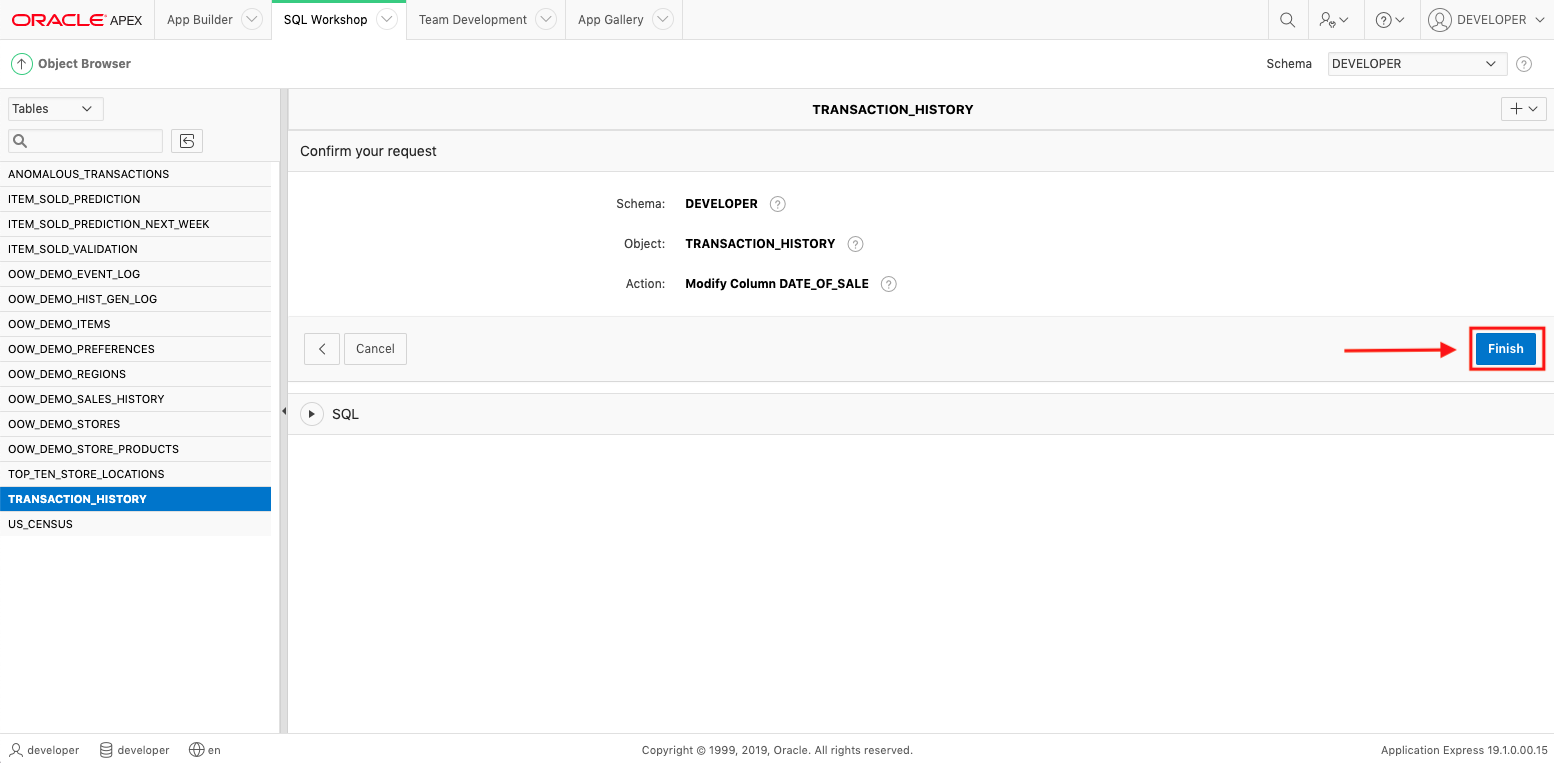 ORACLE APEX App Builder SQL Workshop Team Development App Gallery DEVELOPER
Object Browser Schema DEVELOPER
Tables
TRANSACTION_HISTORY
Confirm your request
ANOMALOUS_TRANSACTIONS
ITEM_SOLD_PREDICTION
ITEM_SOLD_PREDICTION_NEXT_WEEK
ITEM_SOLD_VALIDATION
OOW_DEMO_EVENT_LOG
OOW_DEMO_HIST_GEN_LOG
OOW_DEMO_ITEMS
OOW_DEMO_PREFERENCES
OOW_DEMO_REGIONS
OOW_DEMO_SALES_HISTORY
OOW_DEMO_STORES
OOW_DEMO_STORE_PRODUCTS
TOP_TEN_STORE_LOCATIONS
TRANSACTION_HISTORY
US_CENSUS
Schema: DEVELOPER
Object: TRANSACTION_HISTORY
Action: Modify Column DATE_OF_SALE
Cancel Finish
SQL
developer developer en Copyright © 1999, 2019, Oracle. All rights reserved. Application Express 19.1.0.00.15